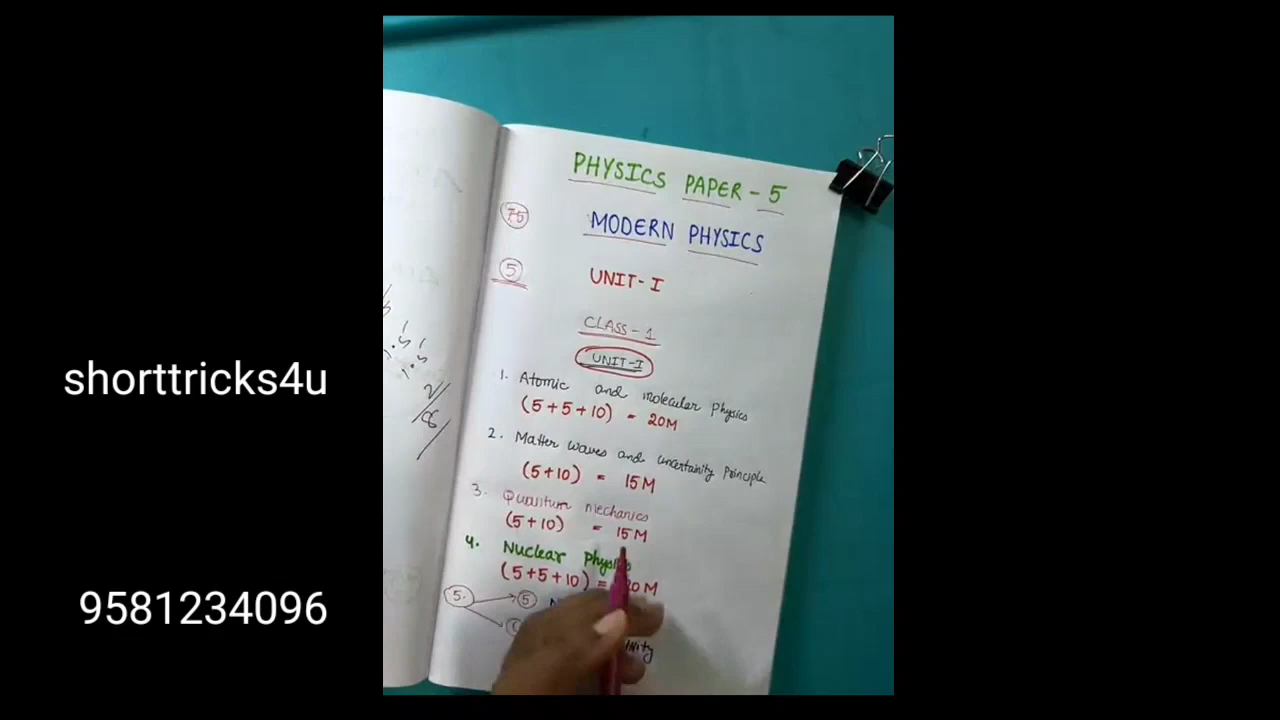 PHYSICS PAPER - 5
75
MODERN PHYSICS
5
UNIT- I
CLASS - 1
UNIT-I
1. Atomic and molecular Physics
(5+5+10) = 20M
2. Matter waves and uncertainity Principle
(5+10) = 15M
3. Quantum mechanics
(5+10) = 15M
4. Nuclear Physics
(5+5+10) = 20M
5. 5
shorttricks4u
9581234096